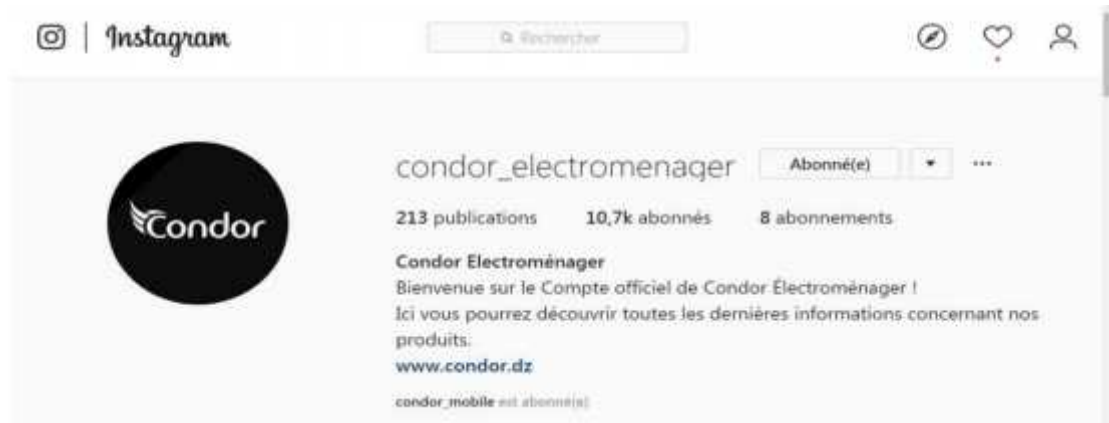 Instagram
Rechercher
Condor
condor_electromenager Abonné(e) ...
213 publications 10,7k abonnés 8 abonnements
Condor Electroménager
Bienvenue sur le Compte officiel de Condor Électroménager !
Ici vous pourrez découvrir toutes les dernières informations concernant nos
produits.
www.condor.dz
condor_mobile est abonné(e)